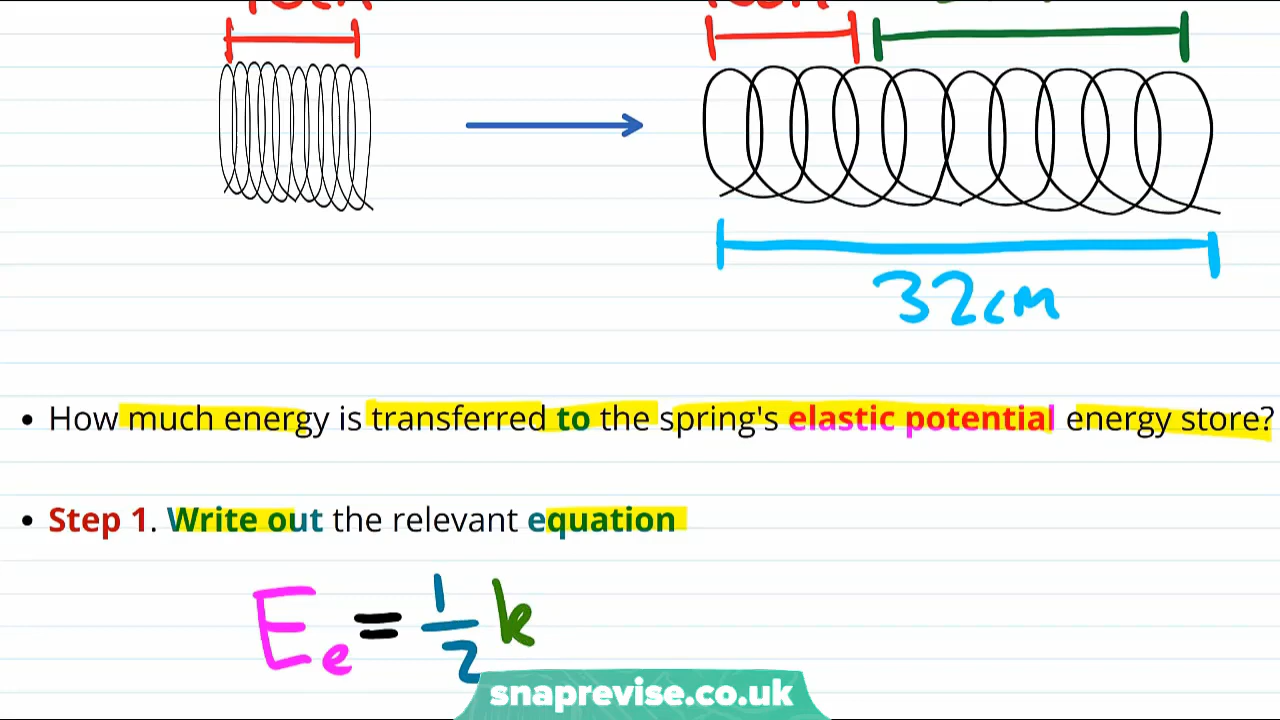 32cm
• How much energy is transferred to the spring's elastic potential energy store?
• Step 1. Write out the relevant equation
Ee = 1/2 k
snaprevise.co.uk